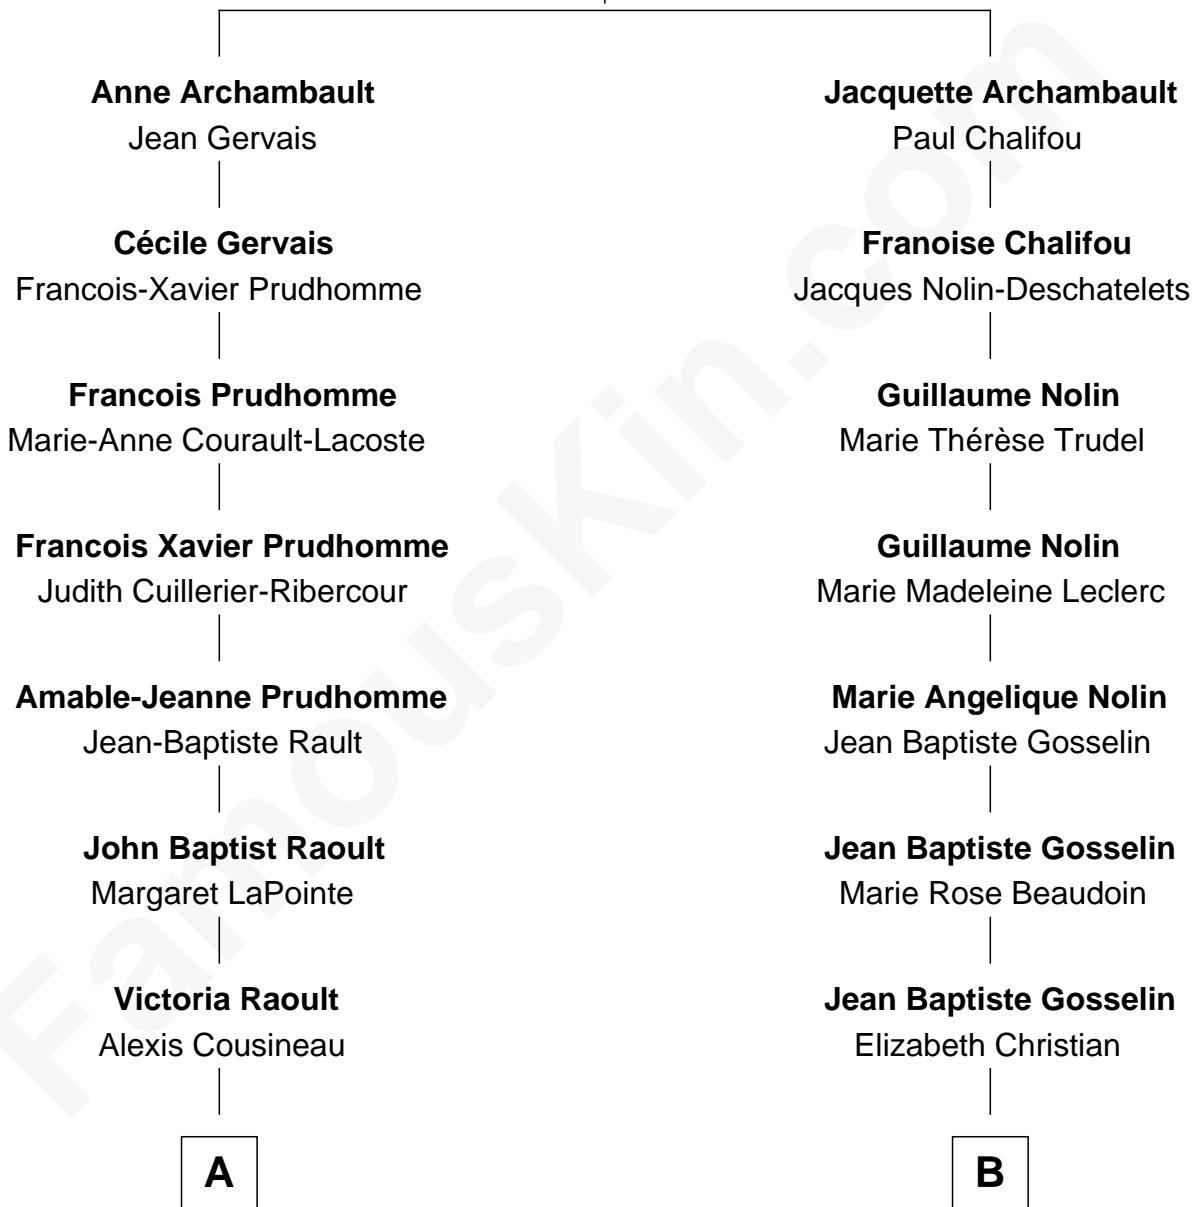 Anne Archambault
Jean Gervais
Cécile Gervais
Francois-Xavier Prudhomme
Francois Prudhomme
Marie-Anne Courault-Lacoste
Francois Xavier Prudhomme
Judith Cuillerier-Ribercour
Amable-Jeanne Prudhomme
Jean-Baptiste Rault
John Baptist Raoult
Margaret LaPointe
Victoria Raoult
Alexis Cousineau
A
Jacquette Archambault
Paul Chalifou
Franoise Chalifou
Jacques Nolin-Deschatelets
Guillaume Nolin
Marie Thérèse Trudel
Guillaume Nolin
Marie Madeleine Leclerc
Marie Angelique Nolin
Jean Baptiste Gosselin
Jean Baptiste Gosselin
Marie Rose Beaudoin
Jean Baptiste Gosselin
Elizabeth Christian
B
FamousKin.com